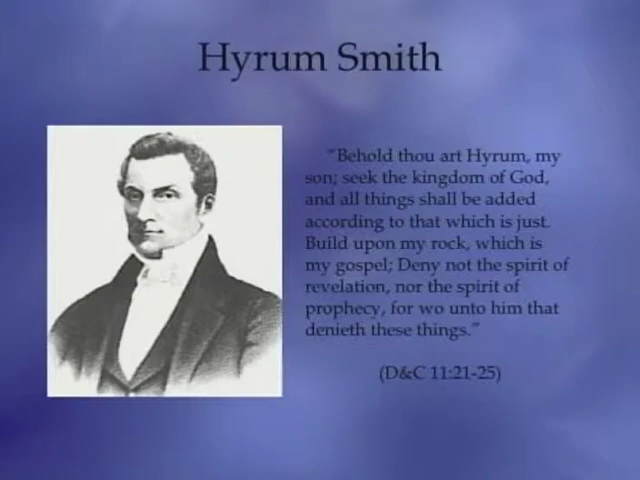 Hyrum Smith
"Behold thou art Hyrum, my
son; seek the kingdom of God,
and all things shall be added
according to that which is just.
Build upon my rock, which is
my gospel; Deny not the spirit of
revelation, nor the spirit of
prophecy, for wo unto him that
denieth these things."
(D&C 11:21-25)